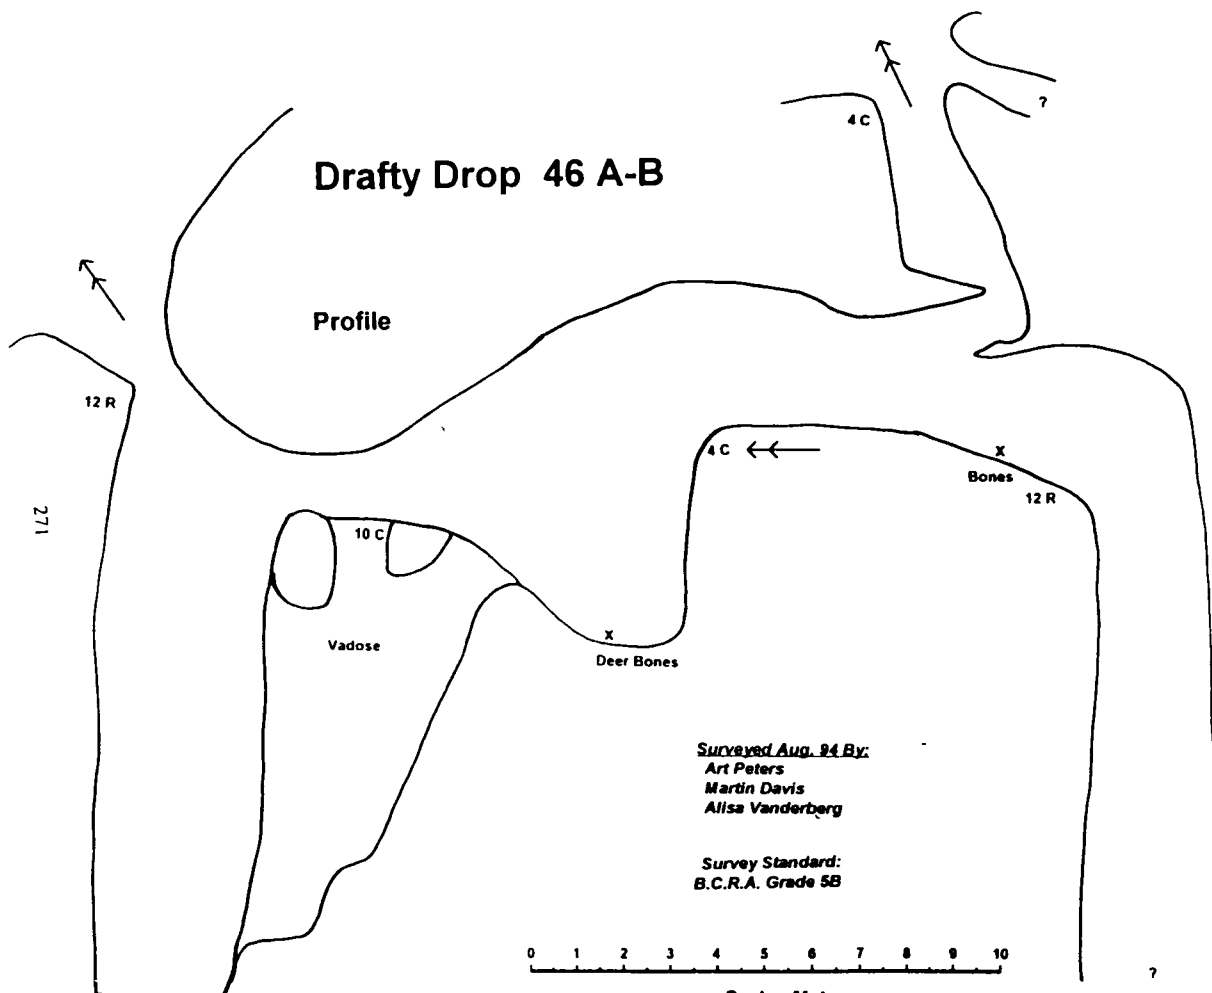 4 C
?
Drafty Drop 46 A-B
Profile
12 R
4 C
x
Bones
12 R
271
10 C
Vadose
x
Deer Bones
Surveyed Aug. 94 By:
Art Peters
Martin Davis
Alisa Vanderberg
Survey Standard:
B.C.R.A. Grade 5B
0 1 2 3 4 5 6 7 8 9 10
?